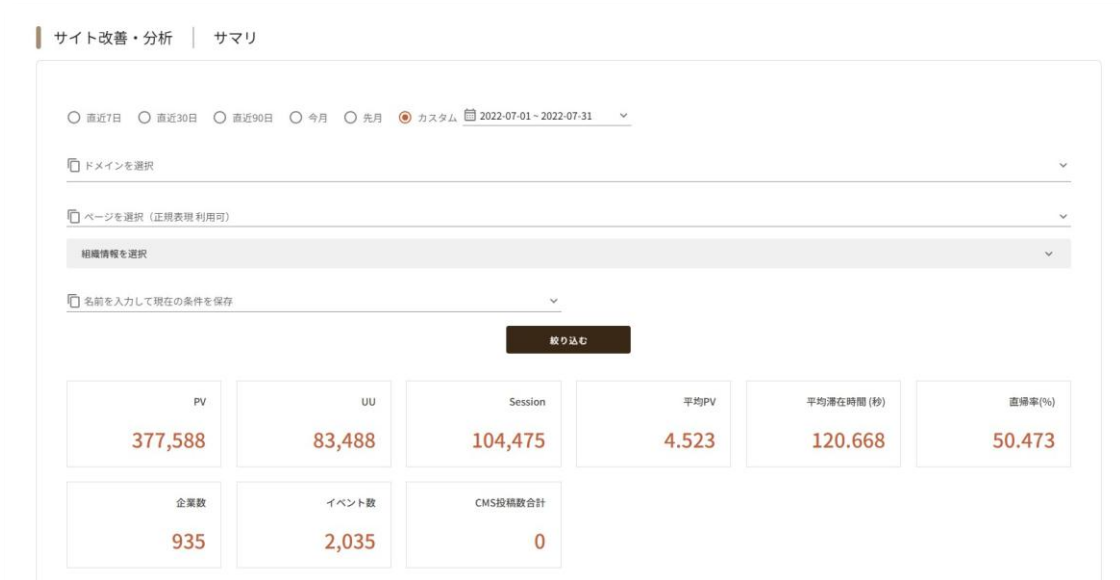 サイト改善・分析 サマリ
直近7日 直近30日 直近90日 今月 先月 カスタム 2022-07-01 ~ 2022-07-31
ドメインを選択
ページを選択（正規表現 利用可）
組織情報を選択
名前を入力して現在の条件を保存
絞り込む
PV UU Session 平均PV 平均滞在時間 (秒) 直帰率(%)
377,588 83,488 104,475 4.523 120.668 50.473
企業数 イベント数 CMS投稿数合計
935 2,035 0